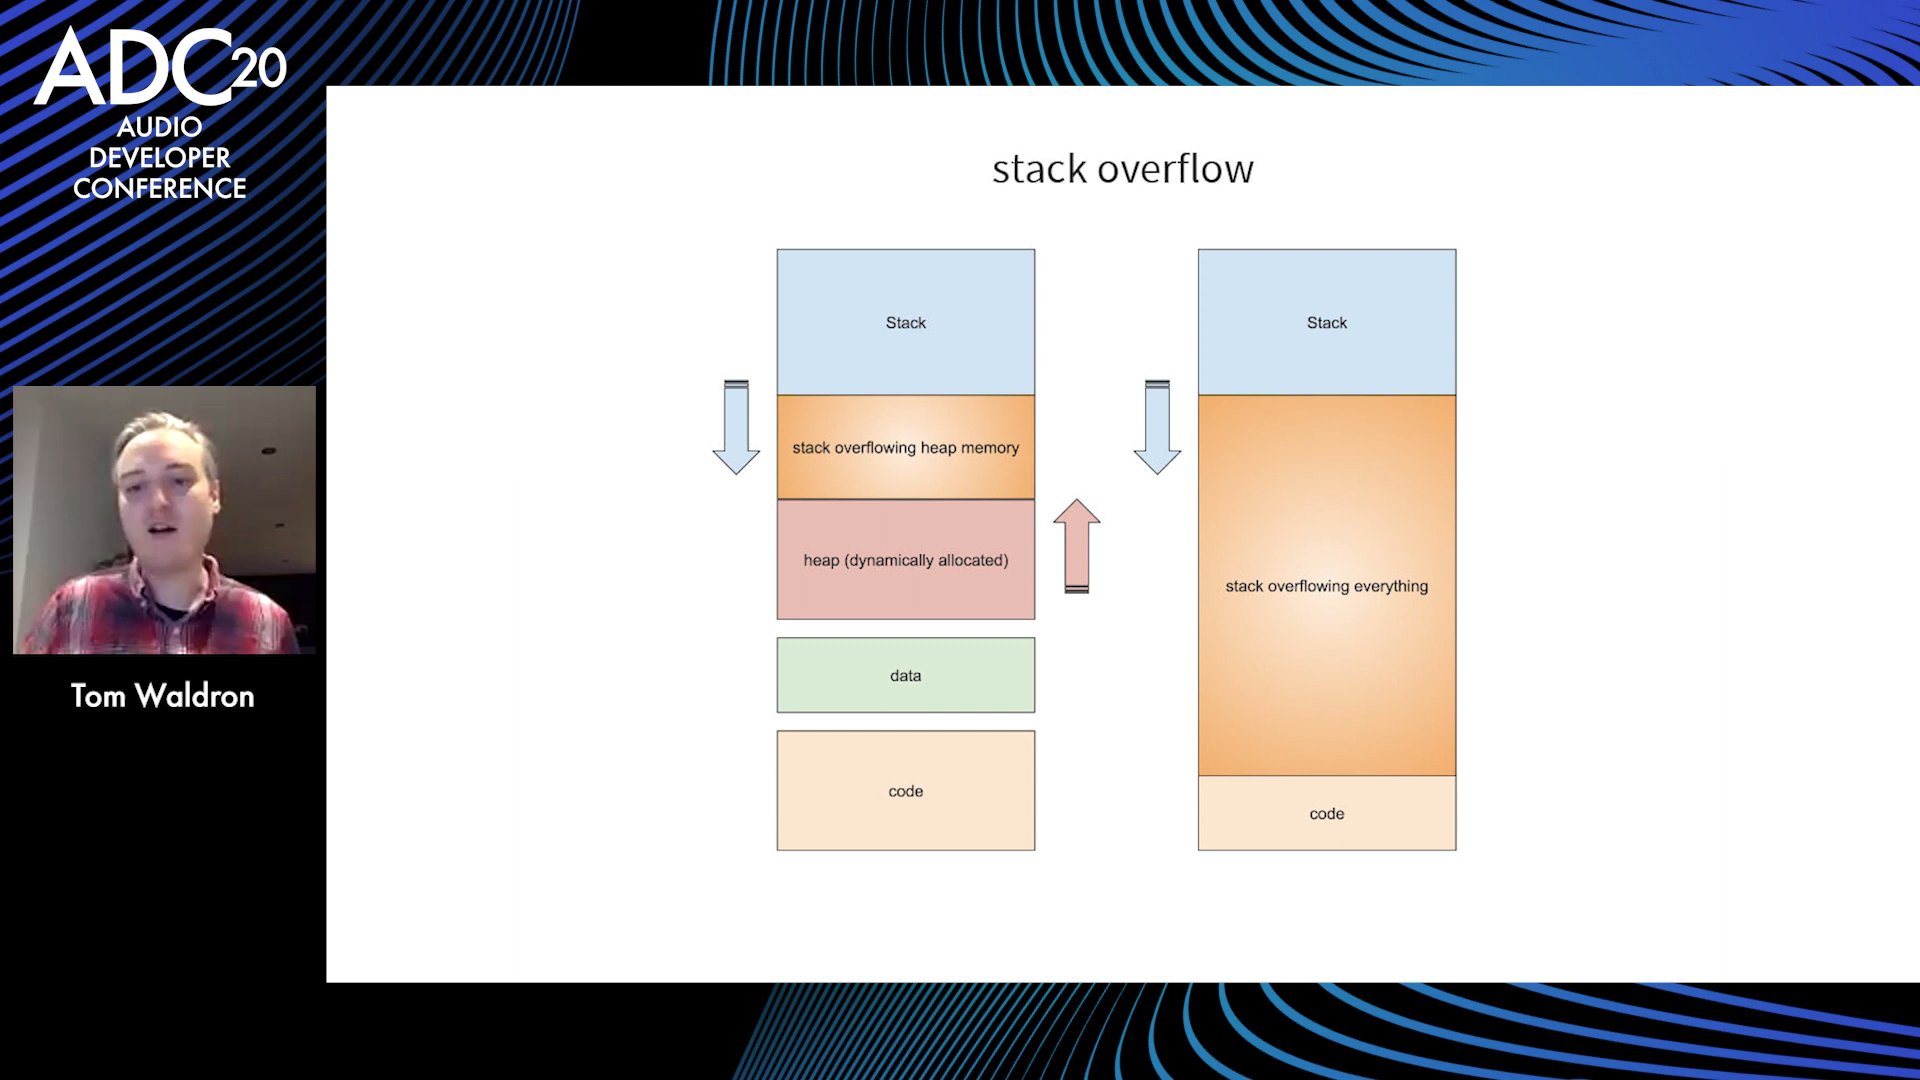 ADC20
AUDIO
DEVELOPER
CONFERENCE
Tom Waldron
stack overflow
Stack
stack overflowing heap memory
heap (dynamically allocated)
data
code
Stack
stack overflowing everything
code